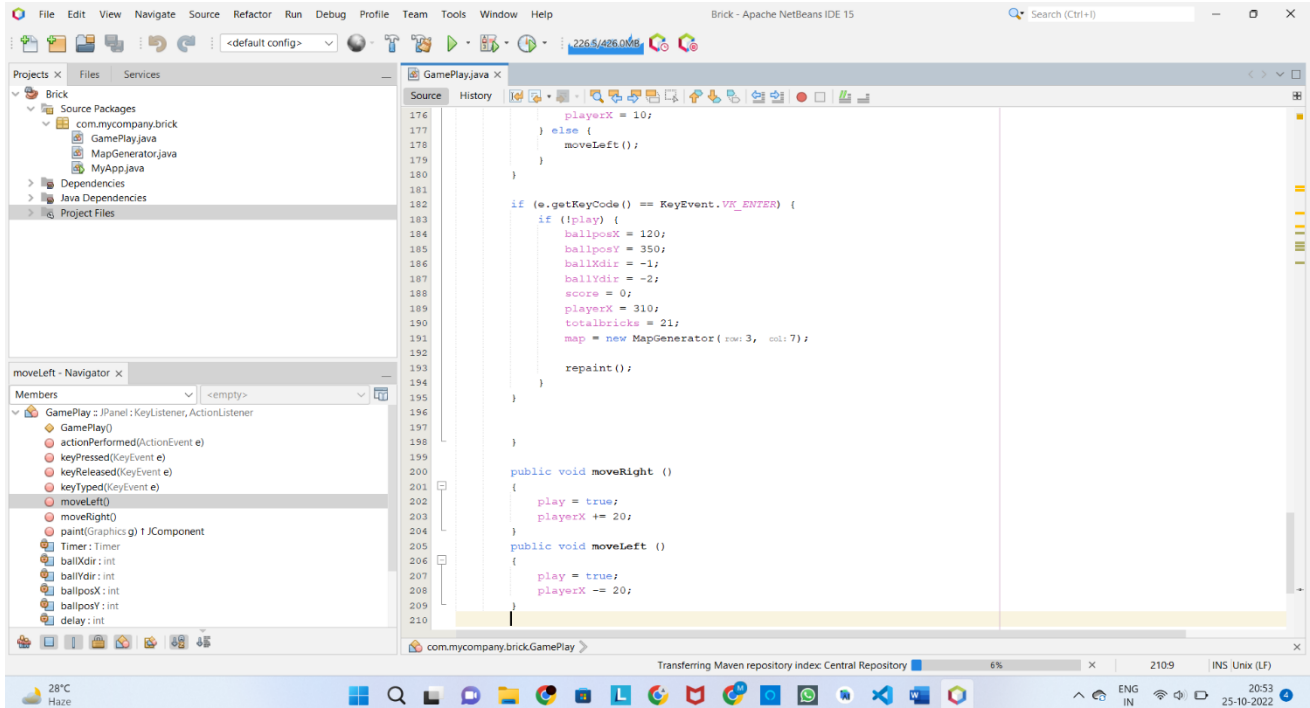 File Edit View Navigate Source Refactor Run Debug Profile Team Tools Window Help
Brick - Apache NetBeans IDE 15
Search (Ctrl+I)
<default config>
226.5/426.0MB
Projects
Files
Services
Brick
Source Packages
com.mycompany.brick
GamePlay.java
MapGenerator.java
MyApp.java
Dependencies
Java Dependencies
Project Files
moveLeft - Navigator
Members
<empty>
GamePlay :: JPanel : KeyListener, ActionListener
GamePlay()
actionPerformed(ActionEvent e)
keyPressed(KeyEvent e)
keyReleased(KeyEvent e)
keyTyped(KeyEvent e)
moveLeft()
moveRight()
paint(Graphics g) ↑ JComponent
Timer : Timer
ballXdir : int
ballYdir : int
ballposX : int
ballposY : int
delay : int
GamePlay.java
Source History
176 playerX = 10;
177 } else {
178 moveLeft();
179 }
180 }
181
182 if (e.getKeyCode() == KeyEvent.VK_ENTER) {
183 if (!play) {
184 ballposX = 120;
185 ballposY = 350;
186 ballXdir = -1;
187 ballYdir = -2;
188 score = 0;
189 playerX = 310;
190 totalbricks = 21;
191 map = new MapGenerator( row: 3, col: 7);
192
193 repaint();
194 }
195 }
196
197
198 }
199
200 public void moveRight ()
201 {
202 play = true;
203 playerX += 20;
204 }
205 public void moveLeft ()
206 {
207 play = true;
208 playerX -= 20;
209 }
210
com.mycompany.brick.GamePlay
Transferring Maven repository index: Central Repository 6%
210:9
INS Unix (LF)
28°C
Haze
ENG
IN
20:53
25-10-2022
4